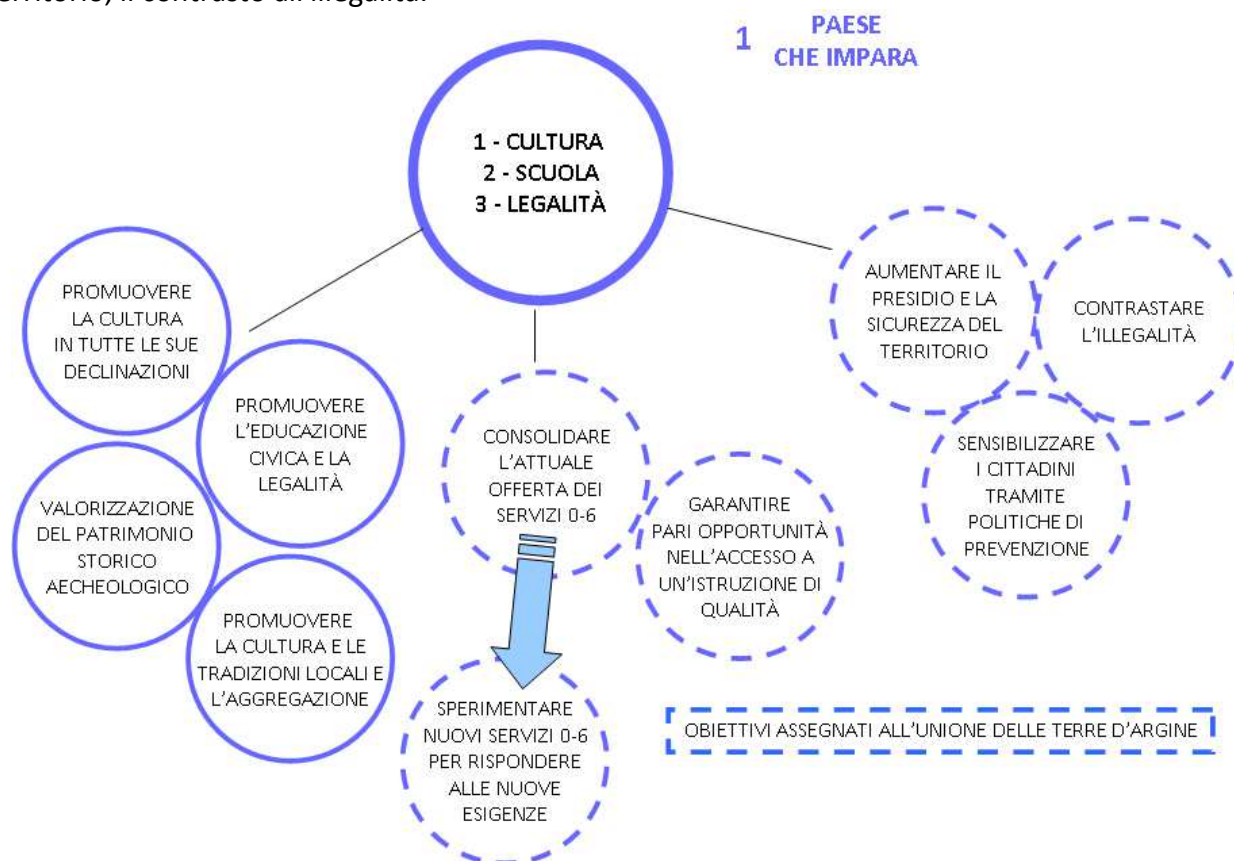 territorio, il contrasto all'illegalità.
1
PAESE
CHE IMPARA
1 - CULTURA
2 - SCUOLA
3 - LEGALITÀ
PROMUOVERE
LA CULTURA
IN TUTTE LE SUE
DECLINAZIONI
PROMUOVERE
L'EDUCAZIONE
CIVICA E LA
LEGALITÀ
VALORIZZAZIONE
DEL PATRIMONIO
STORICO
AECHEOLOGICO
PROMUOVERE
LA CULTURA E LE
TRADIZIONI LOCALI E
L'AGGREGAZIONE
CONSOLIDARE
L'ATTUALE
OFFERTA DEI
SERVIZI 0-6
GARANTIRE
PARI OPPORTUNITÀ
NELL'ACCESSO A
UN'ISTRUZIONE DI
QUALITÀ
SPERIMENTARE
NUOVI SERVIZI 0-6
PER RISPONDERE
ALLE NUOVE
ESIGENZE
AUMENTARE IL
PRESIDIO E LA
SICUREZZA DEL
TERRITORIO
CONTRASTARE
L'ILLEGALITÀ
SENSIBILIZZARE
I CITTADINI
TRAMITE
POLITICHE DI
PREVENZIONE
OBIETTIVI ASSEGNATI ALL'UNIONE DELLE TERRE D'ARGINE